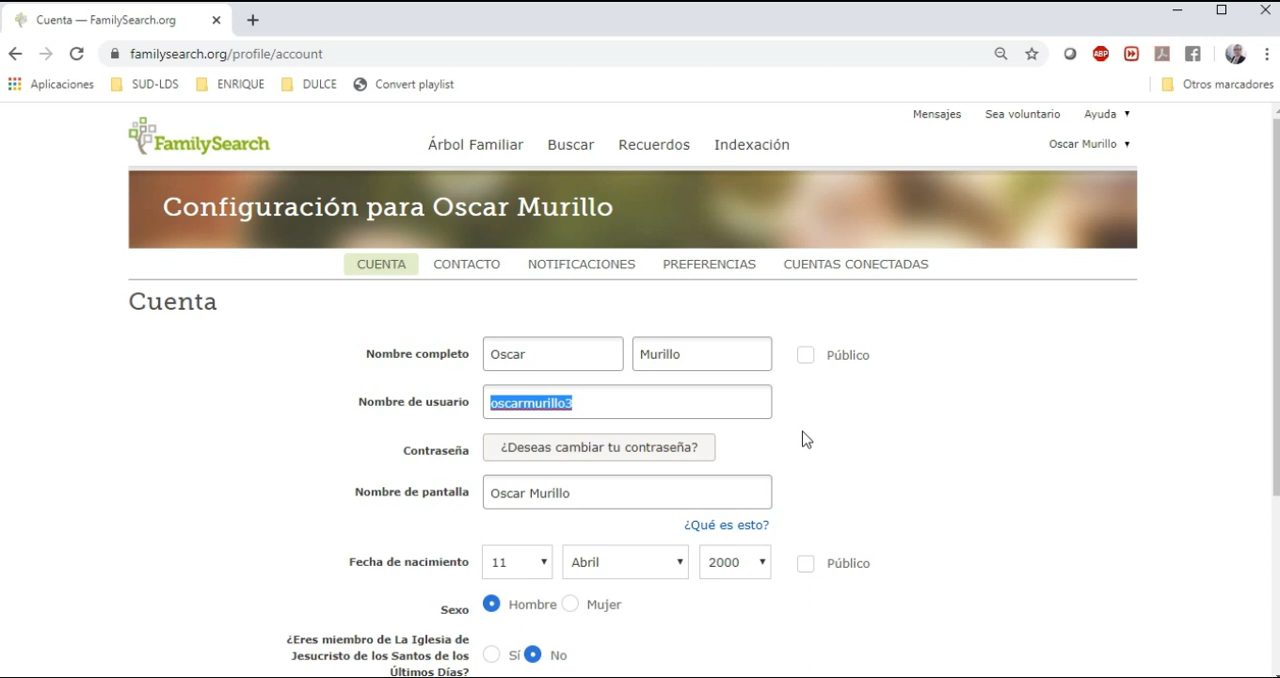 Cuenta — FamilySearch.org
familysearch.org/profile/account
ABP
Aplicaciones SUD-LDS ENRIQUE DULCE Convert playlist Otros marcadores
Mensajes Sea voluntario Ayuda
FamilySearch Árbol Familiar Buscar Recuerdos Indexación Oscar Murillo
Configuración para Oscar Murillo
CUENTA CONTACTO NOTIFICACIONES PREFERENCIAS CUENTAS CONECTADAS
Cuenta
Nombre completo Oscar Murillo Público
Nombre de usuario oscarmurillo3
Contraseña ¿Deseas cambiar tu contraseña?
Nombre de pantalla Oscar Murillo
¿Qué es esto?
Fecha de nacimiento 11 Abril 2000 Público
Sexo Hombre Mujer
¿Eres miembro de La Iglesia de
Jesucristo de los Santos de los Sí No
Últimos Días?